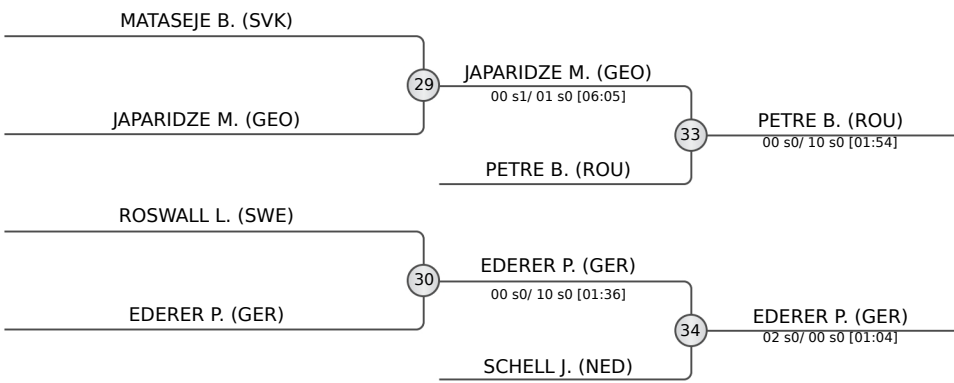 MATASEJE B. (SVK)
29
JAPARIDZE M. (GEO)
JAPARIDZE M. (GEO)
00 s1/ 01 s0 [06:05]
33
PETRE B. (ROU)
PETRE B. (ROU)
00 s0/ 10 s0 [01:54]
ROSWALL L. (SWE)
30
EDERER P. (GER)
EDERER P. (GER)
00 s0/ 10 s0 [01:36]
34
SCHELL J. (NED)
EDERER P. (GER)
02 s0/ 00 s0 [01:04]